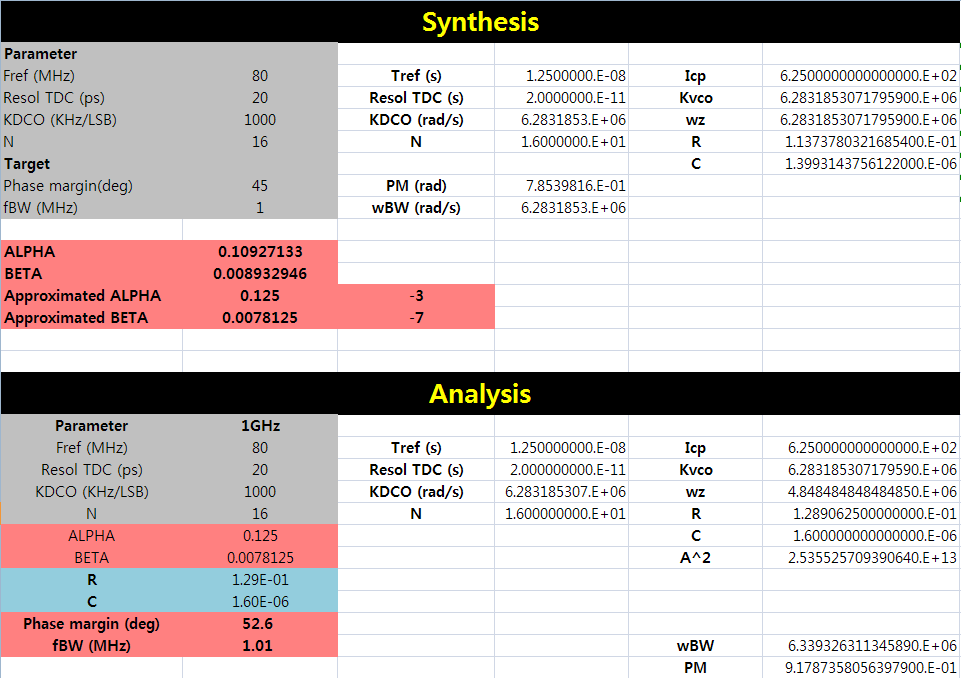 Synthesis
Parameter
Fref (MHz) 80 Tref (s) 1.2500000.E-08 Icp 6.2500000000000000.E+02
Resol TDC (ps) 20 Resol TDC (s) 2.0000000.E-11 Kvco 6.2831853071795900.E+06
KDCO (KHz/LSB) 1000 KDCO (rad/s) 6.2831853.E+06 wz 6.2831853071795900.E+06
N 16 N 1.6000000.E+01 R 1.1373780321685400.E-01
Target C 1.3993143756122000.E-06
Phase margin(deg) 45 PM (rad) 7.8539816.E-01
fBW (MHz) 1 wBW (rad/s) 6.2831853.E+06
ALPHA 0.10927133
BETA 0.008932946
Approximated ALPHA 0.125 -3
Approximated BETA 0.0078125 -7
Analysis
Parameter 1GHz
Fref (MHz) 80 Tref (s) 1.250000000.E-08 Icp 6.250000000000000.E+02
Resol TDC (ps) 20 Resol TDC (s) 2.000000000.E-11 Kvco 6.283185307179590.E+06
KDCO (KHz/LSB) 1000 KDCO (rad/s) 6.283185307.E+06 wz 4.848484848484850.E+06
N 16 N 1.600000000.E+01 R 1.289062500000000.E-01
ALPHA 0.125 C 1.600000000000000.E-06
BETA 0.0078125 A^2 2.535525709390640.E+13
R 1.29E-01
C 1.60E-06
Phase margin (deg) 52.6
fBW (MHz) 1.01 wBW 6.339326311345890.E+06
PM 9.1787358056397900.E-01